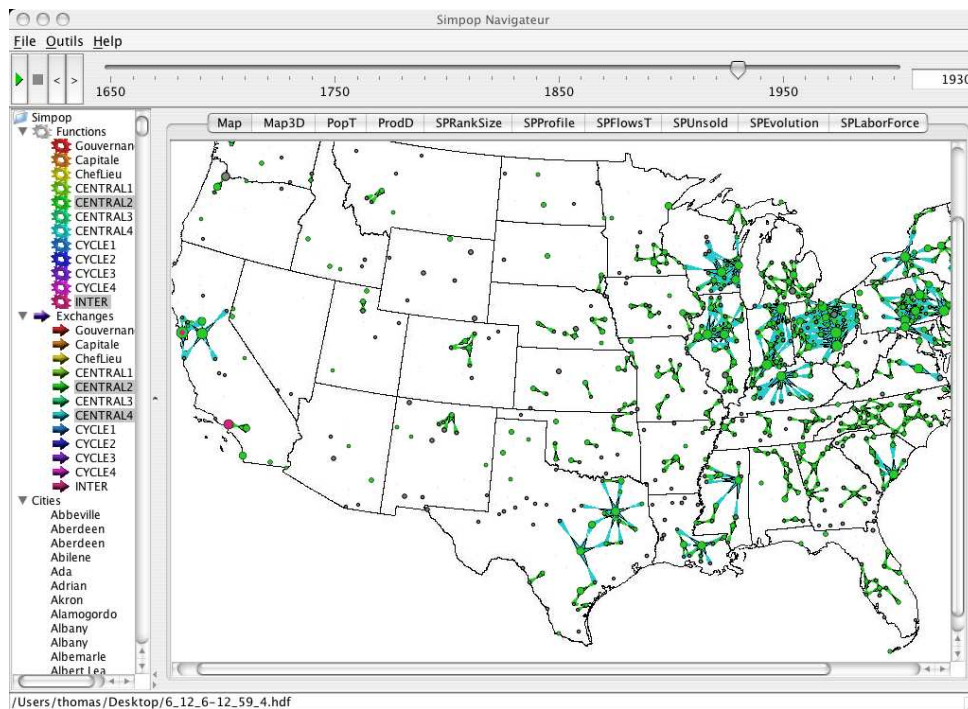 Simpop Navigateur
File Outils Help
< > 1650 1750 1850 1950 1930
Simpop
Functions
Gouvernan
Capitale
ChefLieu
CENTRAL1
CENTRAL2
CENTRAL3
CENTRAL4
CYCLE1
CYCLE2
CYCLE3
CYCLE4
INTER
Exchanges
Gouvernan
Capitale
ChefLieu
CENTRAL1
CENTRAL2
CENTRAL3
CENTRAL4
CYCLE1
CYCLE2
CYCLE3
CYCLE4
INTER
Cities
Abbeville
Aberdeen
Aberdeen
Abilene
Ada
Adrian
Akron
Alamogordo
Albany
Albany
Albemarle
Albert Lea
Map Map3D PopT ProdD SPRankSize SPProfile SPFlowsT SPUnsold SPEvolution SPLaborForce
/Users/thomas/Desktop/6_12_6-12_59_4.hdf